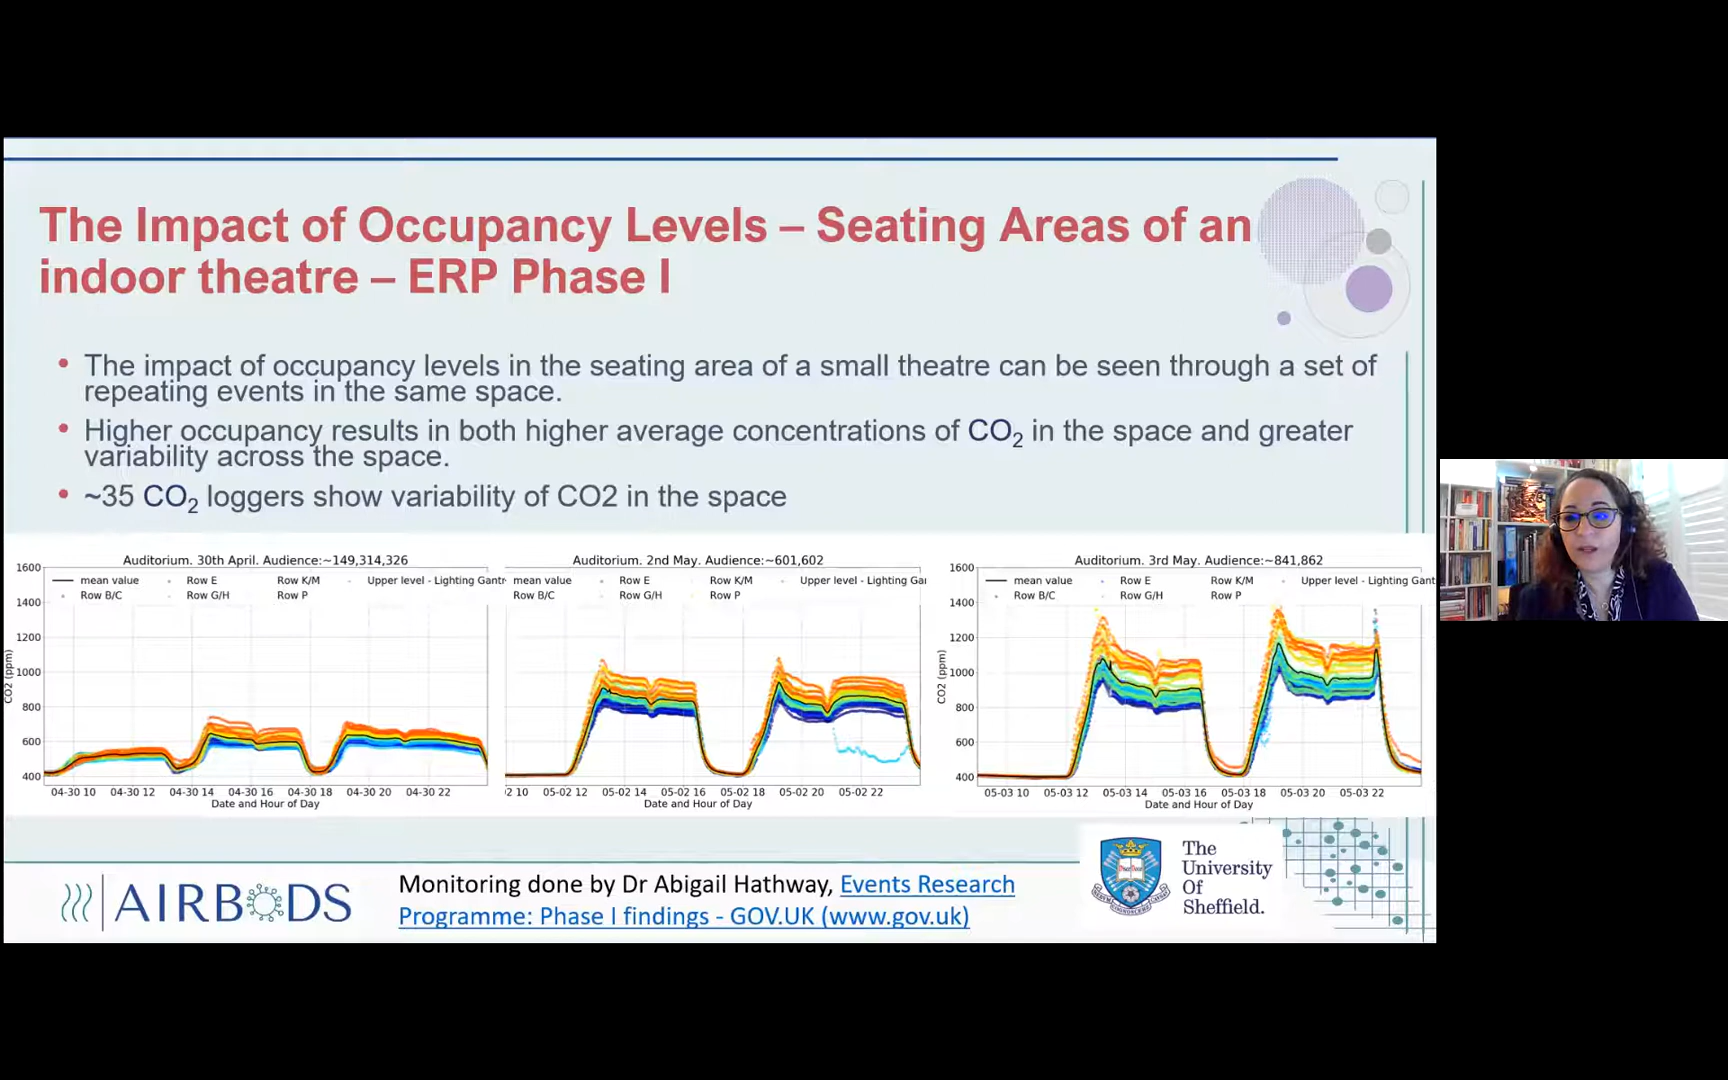 The Impact of Occupancy Levels – Seating Areas of an
indoor theatre – ERP Phase I
• The impact of occupancy levels in the seating area of a small theatre can be seen through a set of
repeating events in the same space.
• Higher occupancy results in both higher average concentrations of CO2 in the space and greater
variability across the space.
• ~35 CO2 loggers show variability of CO2 in the space
Auditorium. 30th April. Audience:~149,314,326
mean value Row E Row K/M Upper level - Lighting Gantr
Row B/C Row G/H Row P
1600
1400
1200
1000
800
600
400
CO2 (ppm)
04-30 10 04-30 12 04-30 14 04-30 16 04-30 18 04-30 20 04-30 22
Date and Hour of Day
Auditorium. 2nd May. Audience:~601,602
mean value Row E Row K/M Upper level - Lighting Gai
Row B/C Row G/H Row P
2 10 05-02 12 05-02 14 05-02 16 05-02 18 05-02 20 05-02 22
Date and Hour of Day
Auditorium. 3rd May. Audience:~841,862
mean value Row E Row K/M Upper level - Lighting Gant
Row B/C Row G/H Row P
1600
1400
1200
1000
800
600
400
CO2 (ppm)
05-03 10 05-03 12 05-03 14 05-03 16 05-03 18 05-03 20 05-03 22
Date and Hour of Day
AIRBODS
Monitoring done by Dr Abigail Hathway, Events Research
Programme: Phase I findings - GOV.UK (www.gov.uk)
The
University
Of
Sheffield.